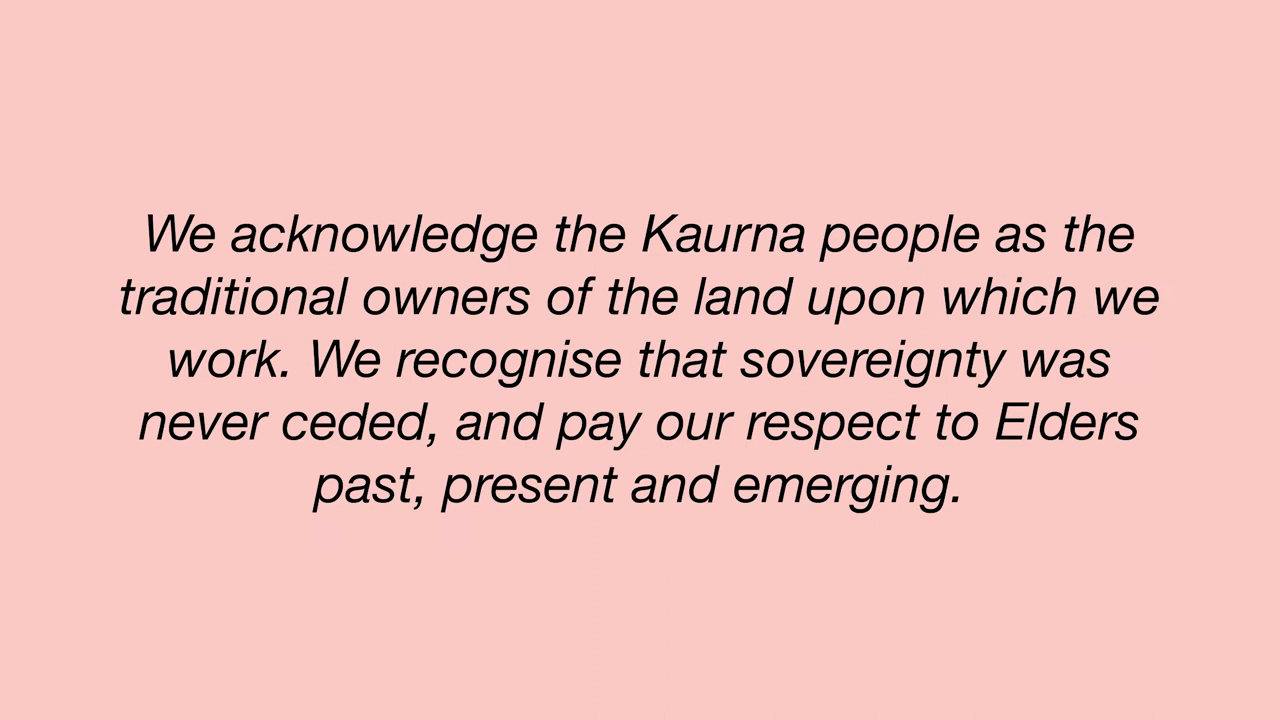 We acknowledge the Kaurna people as the
traditional owners of the land upon which we
work. We recognise that sovereignty was
never ceded, and pay our respect to Elders
past, present and emerging.